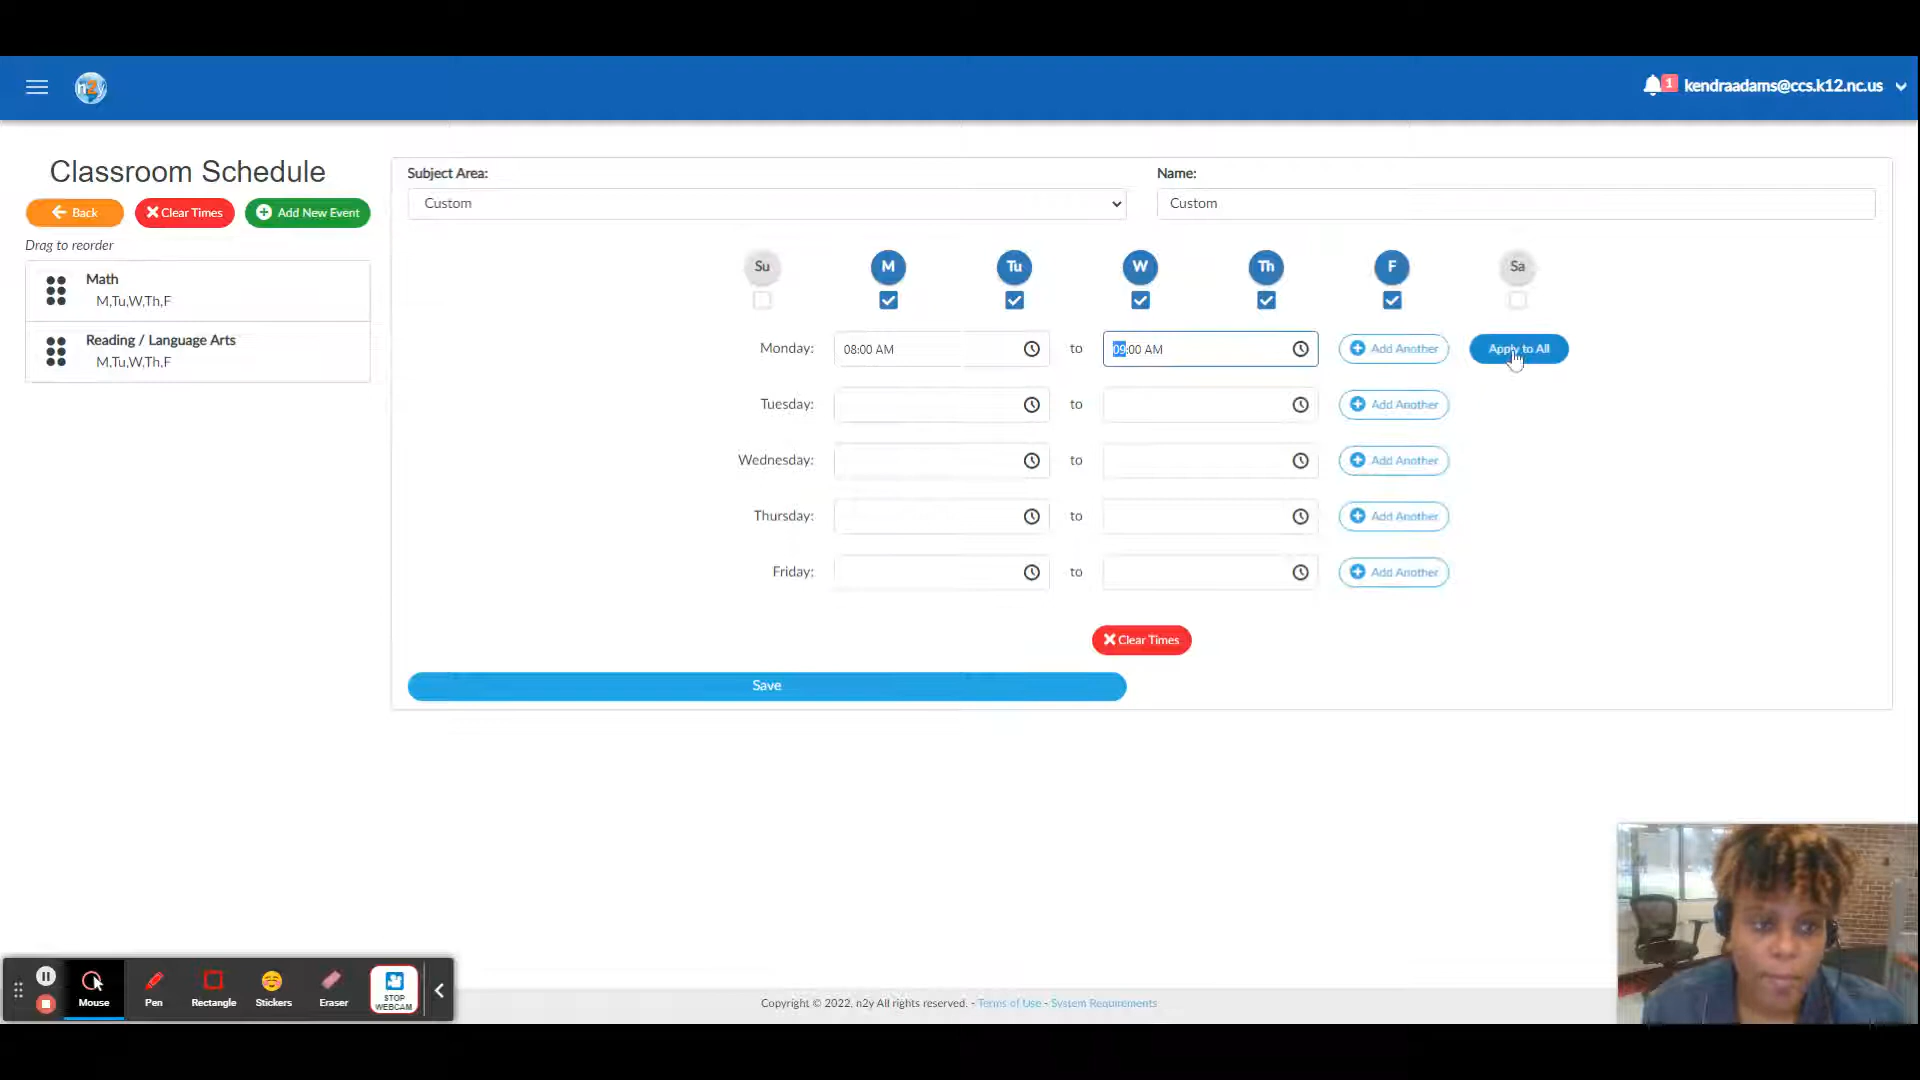 n2y
1
kendraadams@ccs.k12.nc.us
Classroom Schedule
Back
Clear Times
Add New Event
Drag to reorder
Math
M,Tu,W,Th,F
Reading / Language Arts
M,Tu,W,Th,F
Subject Area:
Custom
Name:
Custom
Su
M
Tu
W
Th
F
Sa
Monday: 08:00 AM to 09:00 AM Add Another Apply to All
Tuesday: to Add Another
Wednesday: to Add Another
Thursday: to Add Another
Friday: to Add Another
Clear Times
Save
Mouse
Pen
Rectangle
Stickers
Eraser
STOP
WEBCAM
Copyright © 2022. n2y All rights reserved. - Terms of Use - System Requirements